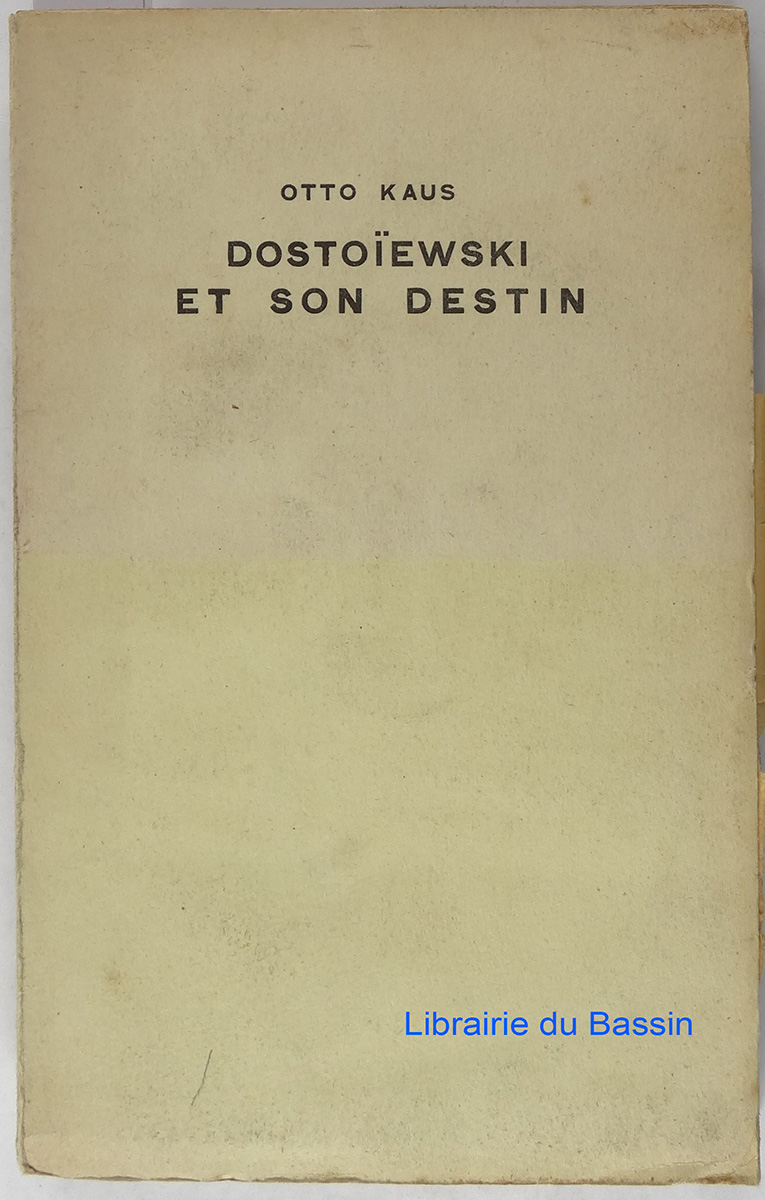 OTTO KAUS
DOSTOÏEWSKI
ET SON DESTIN
Librairie du Bassin